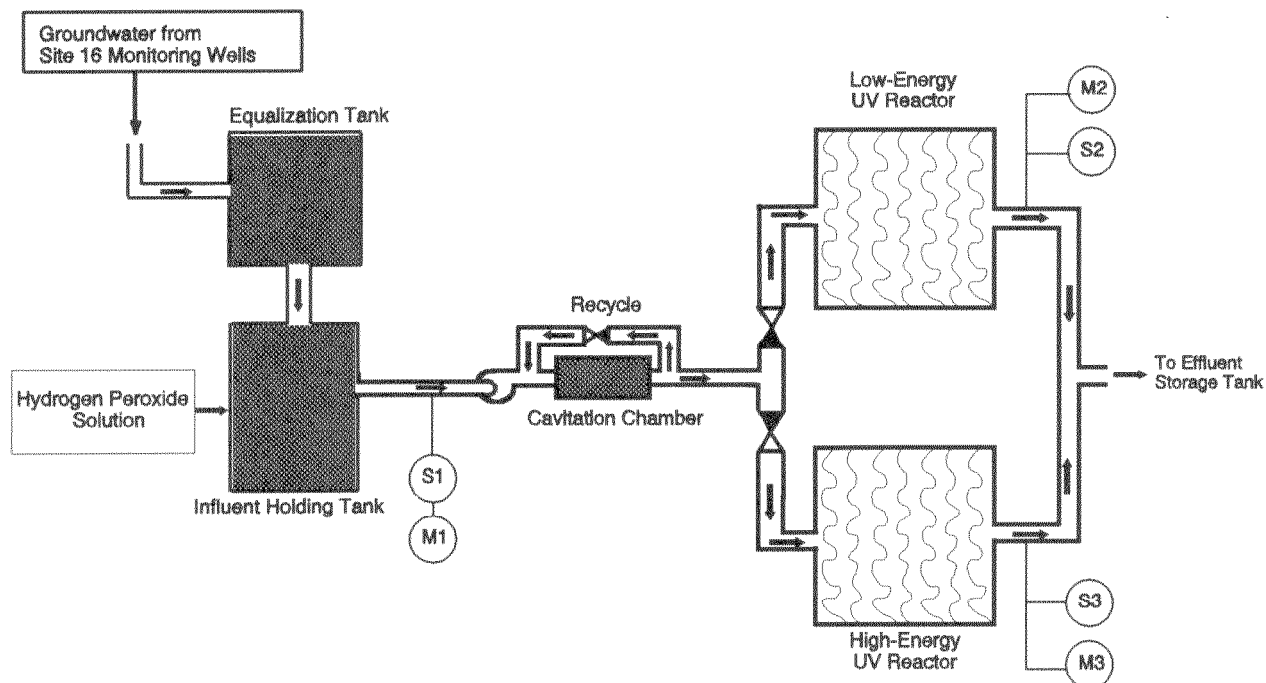 Groundwater from
Site 16 Monitoring Wells
Equalization Tank
Hydrogen Peroxide
Solution
Influent Holding Tank
S1
M1
Recycle
Cavitation Chamber
Low-Energy
UV Reactor
M2
S2
To Effluent
Storage Tank
High-Energy
UV Reactor
S3
M3